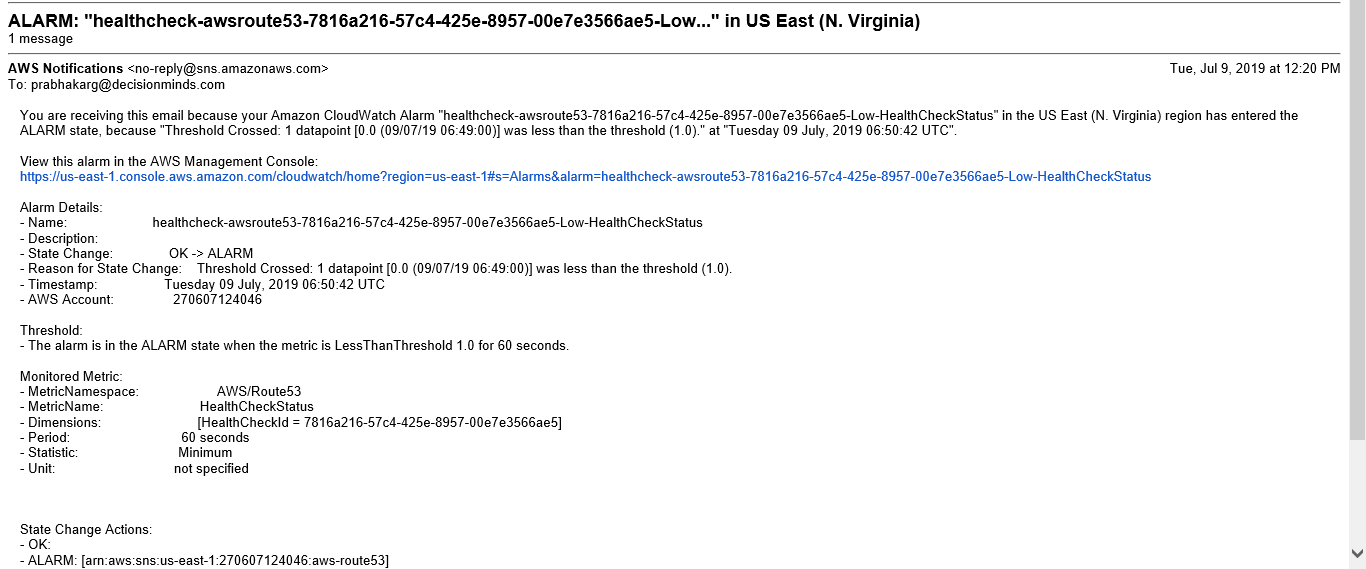 ALARM: "healthcheck-awsroute53-7816a216-57c4-425e-8957-00e7e3566ae5-Low..." in US East (N. Virginia)
1 message
AWS Notifications <no-reply@sns.amazonaws.com> Tue, Jul 9, 2019 at 12:20 PM
To: prabhakarg@decisionminds.com
You are receiving this email because your Amazon CloudWatch Alarm "healthcheck-awsroute53-7816a216-57c4-425e-8957-00e7e3566ae5-Low-HealthCheckStatus" in the US East (N. Virginia) region has entered the
ALARM state, because "Threshold Crossed: 1 datapoint [0.0 (09/07/19 06:49:00)] was less than the threshold (1.0)." at "Tuesday 09 July, 2019 06:50:42 UTC".
View this alarm in the AWS Management Console:
https://us-east-1.console.aws.amazon.com/cloudwatch/home?region=us-east-1#s=Alarms&alarm=healthcheck-awsroute53-7816a216-57c4-425e-8957-00e7e3566ae5-Low-HealthCheckStatus
Alarm Details:
- Name: healthcheck-awsroute53-7816a216-57c4-425e-8957-00e7e3566ae5-Low-HealthCheckStatus
- Description:
- State Change: OK -> ALARM
- Reason for State Change: Threshold Crossed: 1 datapoint [0.0 (09/07/19 06:49:00)] was less than the threshold (1.0).
- Timestamp: Tuesday 09 July, 2019 06:50:42 UTC
- AWS Account: 270607124046
Threshold:
- The alarm is in the ALARM state when the metric is LessThanThreshold 1.0 for 60 seconds.
Monitored Metric:
- MetricNamespace: AWS/Route53
- MetricName: HealthCheckStatus
- Dimensions: [HealthCheckId = 7816a216-57c4-425e-8957-00e7e3566ae5]
- Period: 60 seconds
- Statistic: Minimum
- Unit: not specified
State Change Actions:
- OK:
- ALARM: [arn:aws:sns:us-east-1:270607124046:aws-route53]